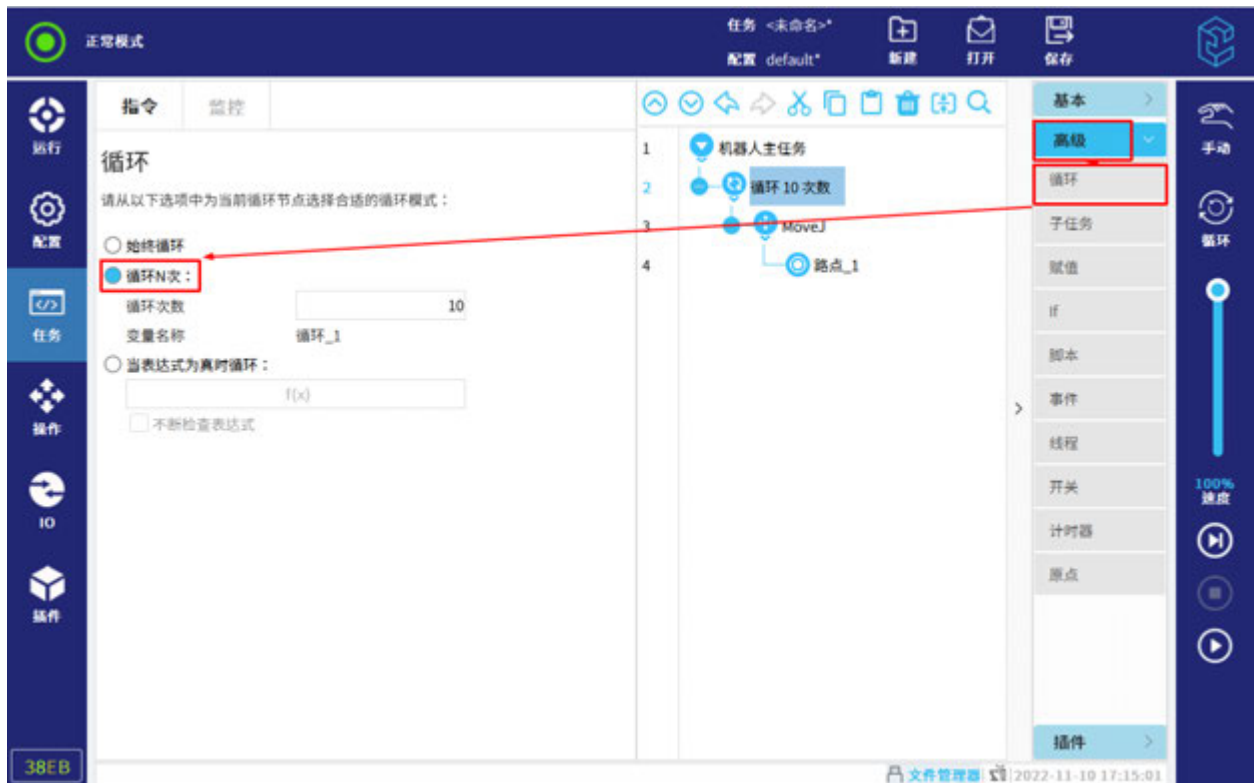 正常模式
任务 <未命名>*
配置 default*
新建
打开
保存
运行
配置
任务
操作
IO
插件
38EB
指令
监控
循环
请从以下选项中为当前循环节点选择合适的循环模式：
始终循环
循环N次：
循环次数 10
变量名称 循环_1
当表达式为真时循环：
f(x)
不断检查表达式
1 机器人主任务
2 循环 10 次数
3 MoveJ
4 路点_1
基本
高级
循环
子任务
赋值
if
脚本
事件
线程
开关
计时器
原点
插件
手动
循环
100%
速度
文件管理器
2022-11-10 17:15:01